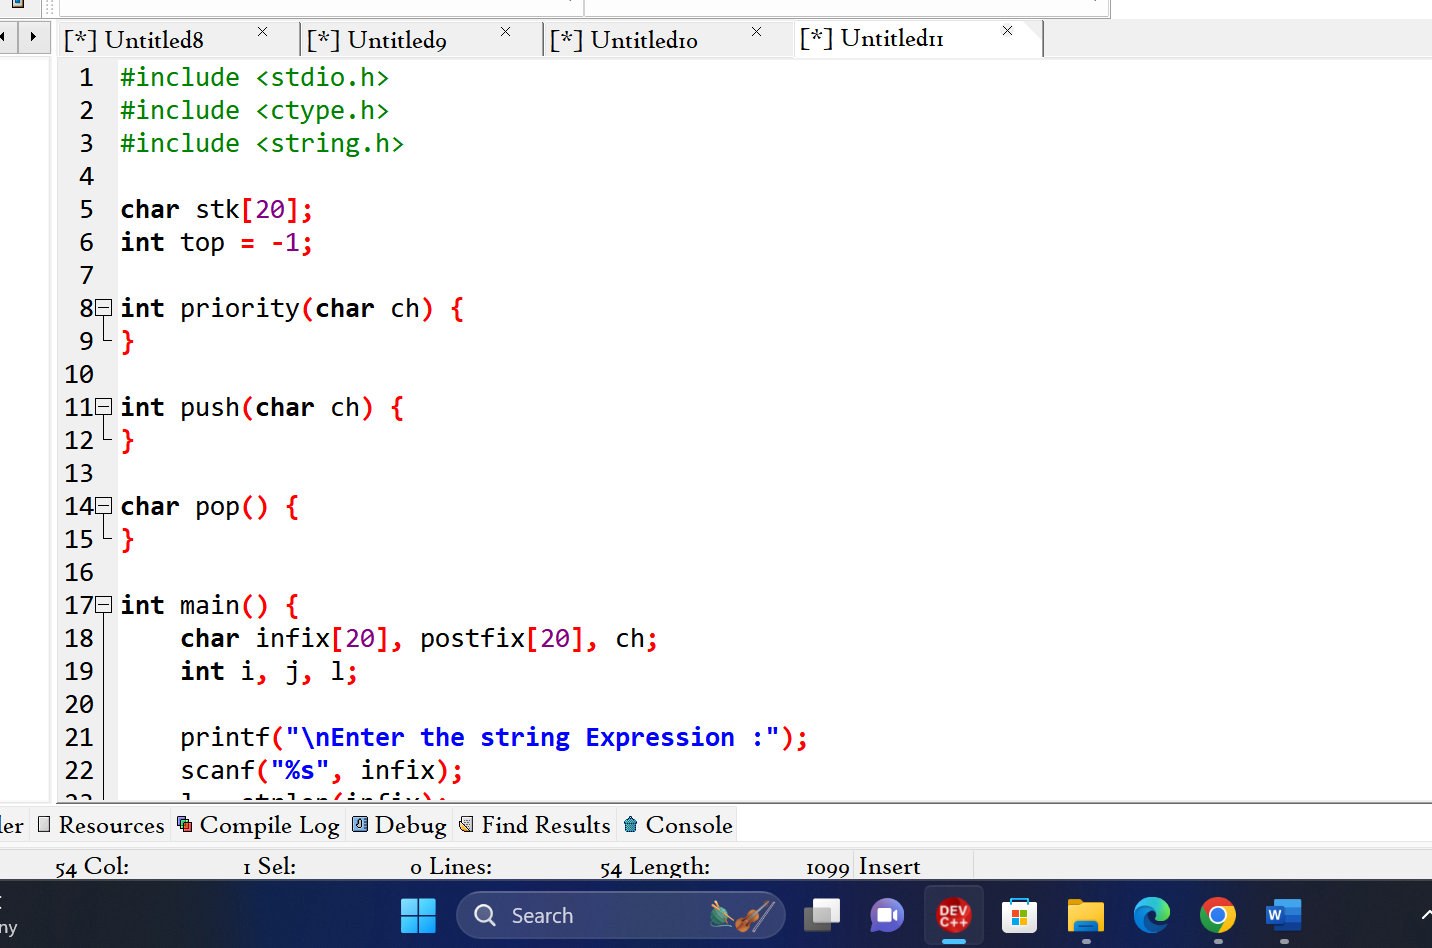 [*] Untitled8 [*] Untitled9 [*] Untitled10 [*] Untitled11
1 #include <stdio.h>
2 #include <ctype.h>
3 #include <string.h>
4
5 char stk[20];
6 int top = -1;
7
8 int priority(char ch) {
9 }
10
11 int push(char ch) {
12 }
13
14 char pop() {
15 }
16
17 int main() {
18 char infix[20], postfix[20], ch;
19 int i, j, l;
20
21 printf("\nEnter the string Expression :");
22 scanf("%s", infix);
Resources Compile Log Debug Find Results Console
54 Col: 1 Sel: 0 Lines: 54 Length: 1099 Insert
Search
DEV C++
W